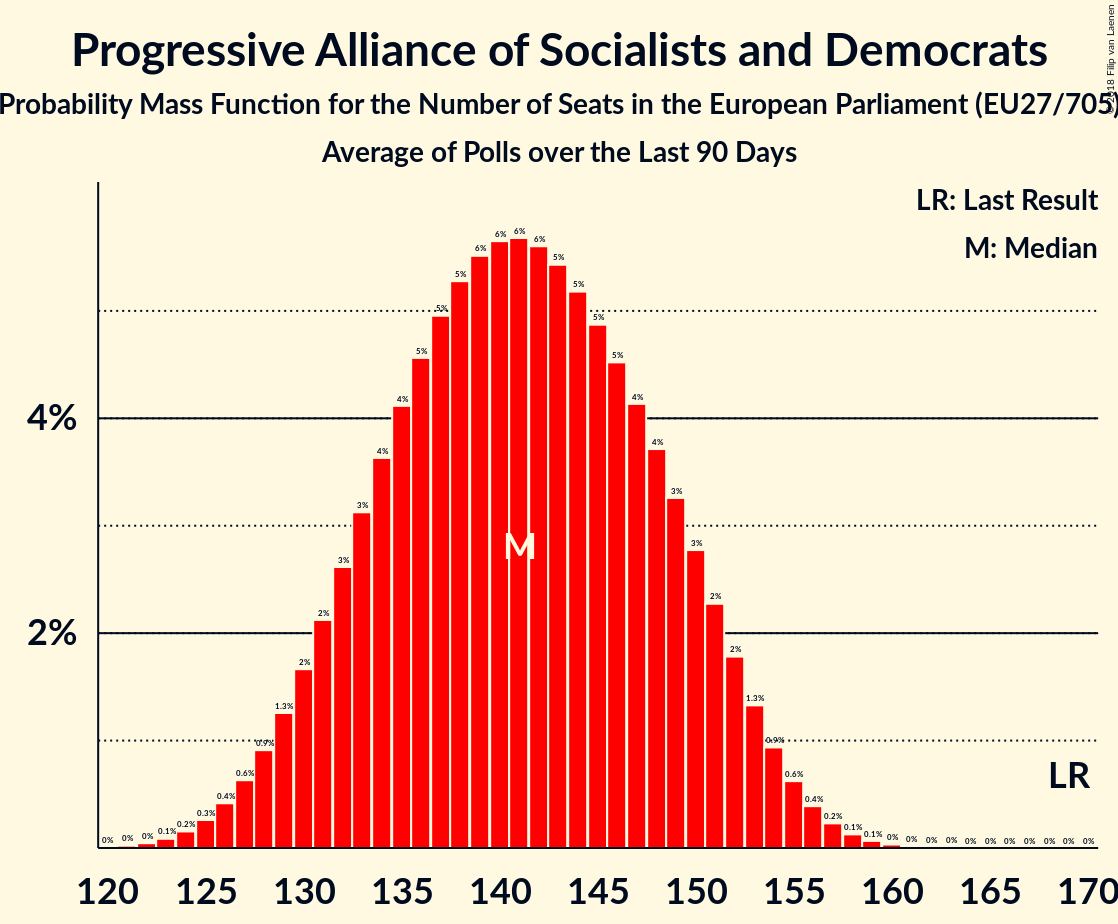 Progressive Alliance of Socialists and Democrats
Probability Mass Function for the Number of Seats in the European Parliament (EU27/705)
Average of Polls over the Last 90 Days
© 2018 Filip van Laenen
LR: Last Result
M: Median
4%
2%
0% 0% 0% 0.1% 0.2% 0.3% 0.4% 0.6% 0.9% 1.3% 2% 2% 3% 3% 4% 4% 5% 5% 5% 6% 6% 6% 6% 5% 5% 5% 5% 4% 4% 3% 3% 2% 2% 1.3% 0.9% 0.6% 0.4% 0.2% 0.1% 0.1% 0% 0% 0% 0% 0% 0% 0% 0% 0% 0% 0%
M
LR
120 125 130 135 140 145 150 155 160 165 170